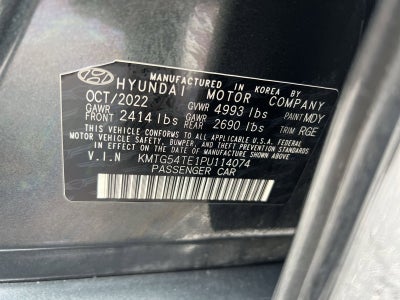 MANUFACTURED IN KOREA BY
HYUNDAI MOTOR COMPANY
OCT/2022 GVWR 4993 lbs
GAWR FRONT 2414 lbs GAWR REAR 2690 lbs PAINT MDY TRIM RGE
THIS VEHICLE CONFORMS TO ALL APPLICABLE U.S.A. FEDERAL
MOTOR VEHICLE SAFETY, BUMPER, AND THEFT PREVENTION STANDARDS
IN EFFECT ON THE DATE OF MANUFACTURE SHOWN ABOVE.
V.I.N KMTG54TE1PU114074
PASSENGER CAR